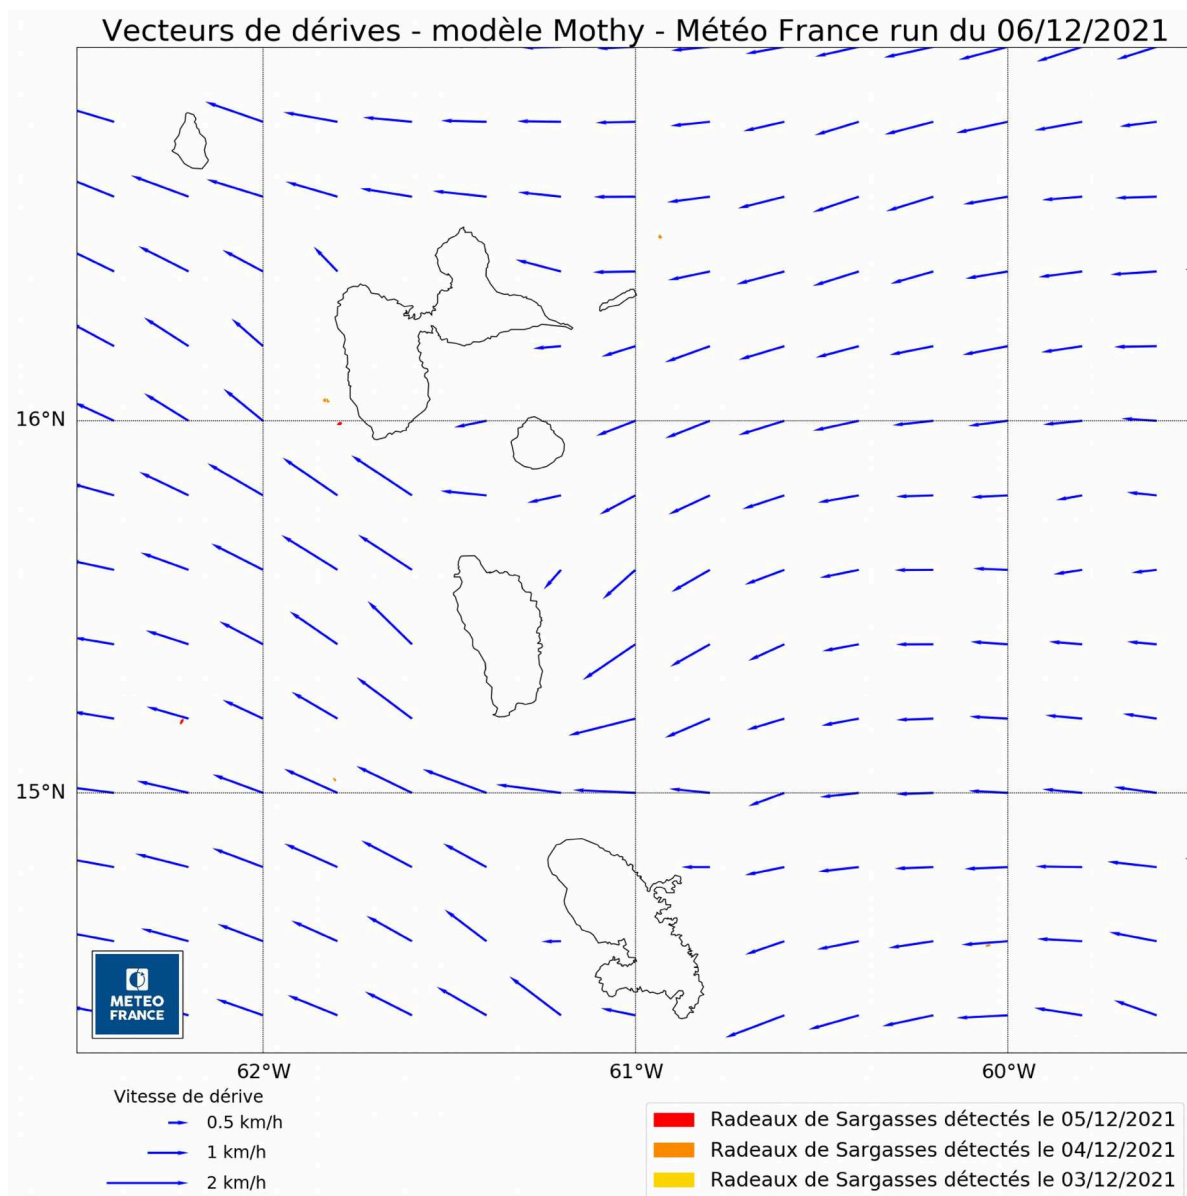 Vecteurs de dérives - modèle Mothy - Météo France run du 06/12/2021
16°N
15°N
METEO
FRANCE
62°W
61°W
60°W
Vitesse de dérive
0.5 km/h
1 km/h
2 km/h
Radeaux de Sargasses détectés le 05/12/2021
Radeaux de Sargasses détectés le 04/12/2021
Radeaux de Sargasses détectés le 03/12/2021